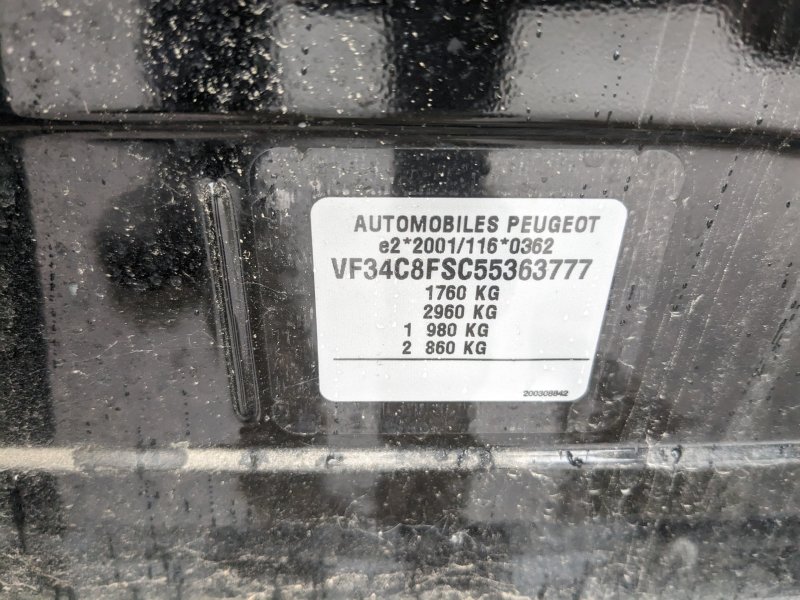 AUTOMOBILES PEUGEOT
e2*2001/116*0362
VF34C8FSC55363777
1760 KG
2960 KG
1 980 KG
2 860 KG
200308842